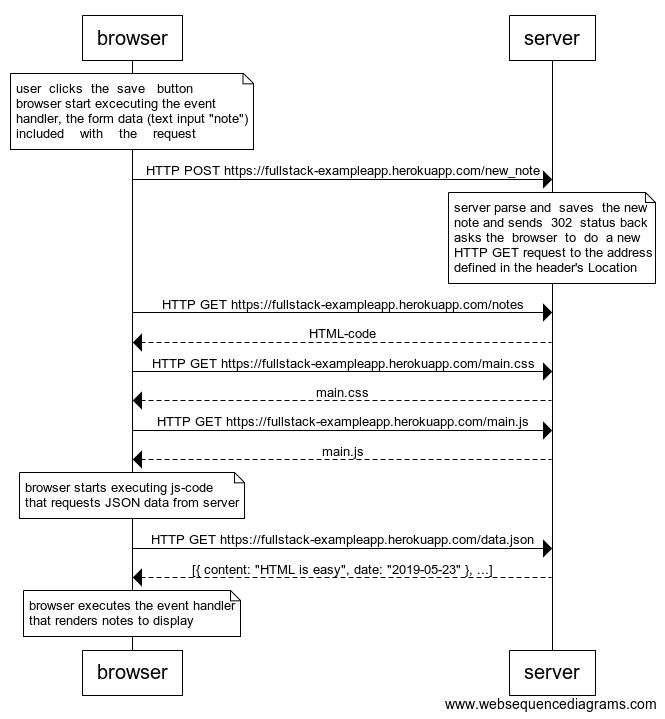 browser
server
user clicks the save button
browser start excecuting the event
handler, the form data (text input "note")
included with the request
HTTP POST https://fullstack-exampleapp.herokuapp.com/new_note
server parse and saves the new
note and sends 302 status back
asks the browser to do a new
HTTP GET request to the address
defined in the header's Location
HTTP GET https://fullstack-exampleapp.herokuapp.com/notes
HTML-code
HTTP GET https://fullstack-exampleapp.herokuapp.com/main.css
main.css
HTTP GET https://fullstack-exampleapp.herokuapp.com/main.js
main.js
browser starts executing js-code
that requests JSON data from server
HTTP GET https://fullstack-exampleapp.herokuapp.com/data.json
[{ content: "HTML is easy", date: "2019-05-23" }, ...]
browser executes the event handler
that renders notes to display
browser
server
www.websequencediagrams.com